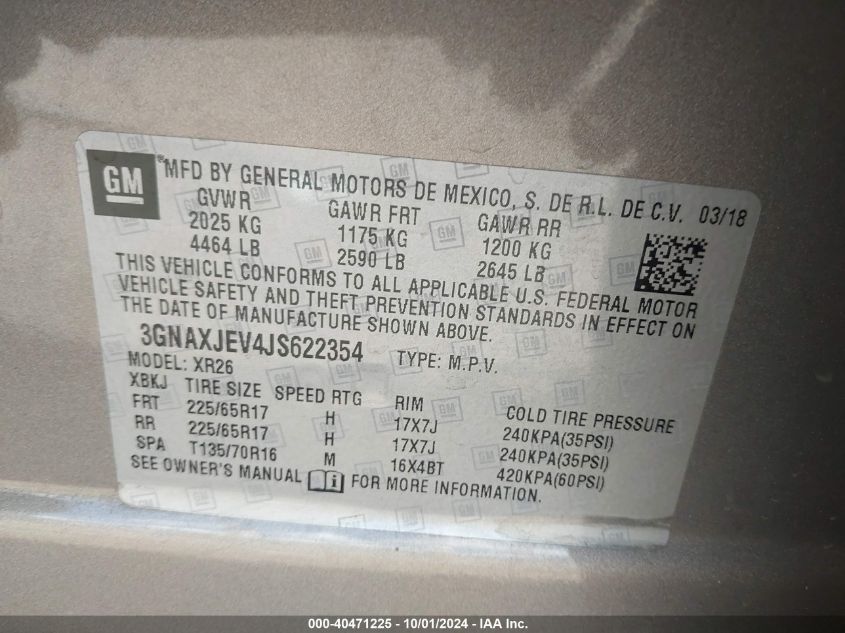 GM
®MFD BY GENERAL MOTORS DE MEXICO, S. DE R.L. DE C.V. 03/18
GVWR GAWR FRT GAWR RR
2025 KG 1175 KG 1200 KG
4464 LB 2590 LB 2645 LB
THIS VEHICLE CONFORMS TO ALL APPLICABLE U.S. FEDERAL MOTOR
VEHICLE SAFETY AND THEFT PREVENTION STANDARDS IN EFFECT ON
THE DATE OF MANUFACTURE SHOWN ABOVE.
3GNAXJEV4JS622354 TYPE: M.P.V.
MODEL: XR26
XBKJ TIRE SIZE SPEED RTG RIM COLD TIRE PRESSURE
FRT 225/65R17 H 17X7J 240KPA(35PSI)
RR 225/65R17 H 17X7J 240KPA(35PSI)
SPA T135/70R16 M 16X4BT 420KPA(60PSI)
SEE OWNER'S MANUAL i FOR MORE INFORMATION.
000-40471225 - 10/01/2024 - IAA Inc.